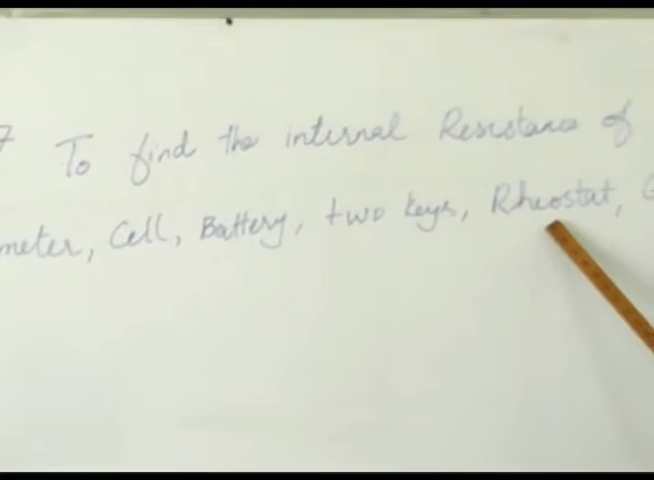 7 To find the internal Resistance of
meter, Cell, Battery, two keys, Rheostat, G